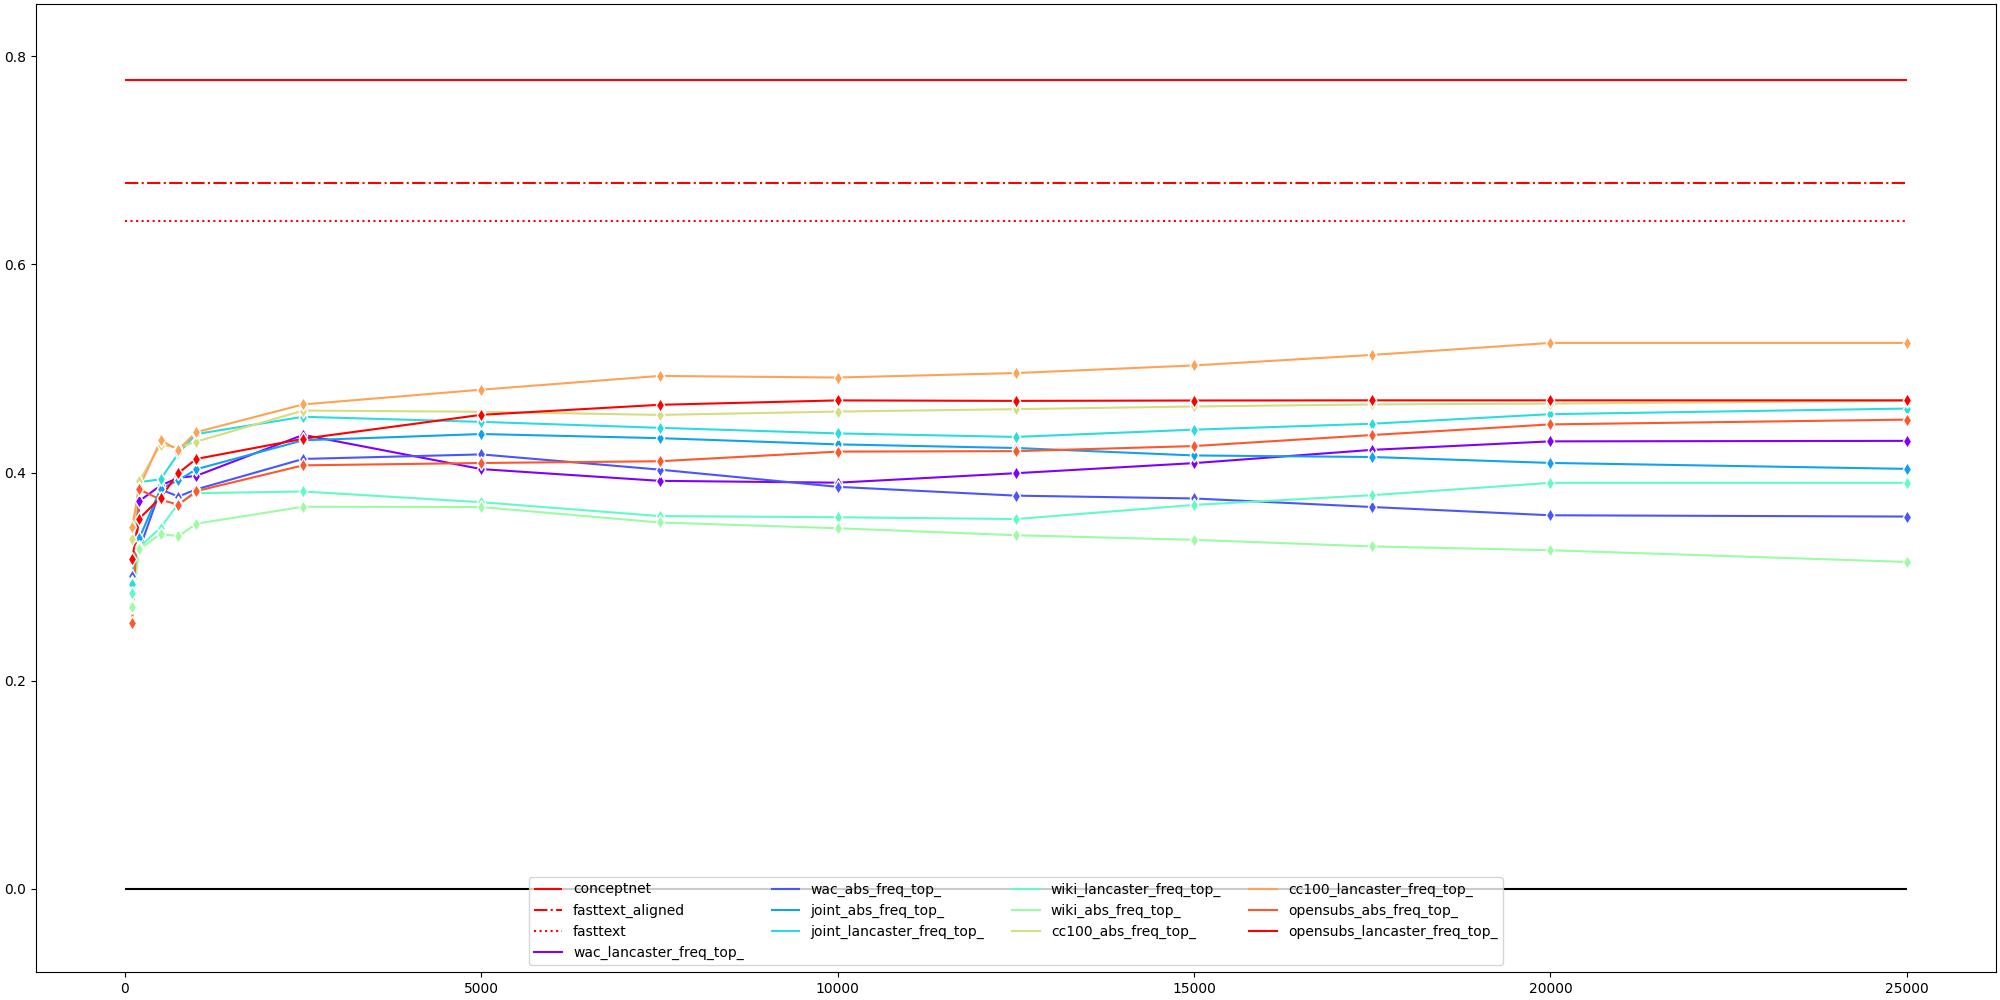 0.8
0.6
0.4
0.2
0.0
conceptnet
fasttext_aligned
fasttext
wac_lancaster_freq_top_
wac_abs_freq_top_
joint_abs_freq_top_
joint_lancaster_freq_top_
wiki_lancaster_freq_top_
wiki_abs_freq_top_
cc100_abs_freq_top_
cc100_lancaster_freq_top_
opensubs_abs_freq_top_
opensubs_lancaster_freq_top_
0 5000 10000 15000 20000 25000